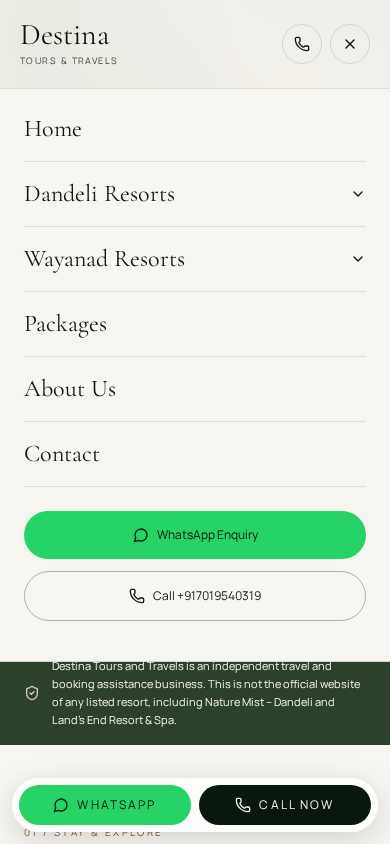 Destina
TOURS & TRAVELS
Home
Dandeli Resorts
Wayanad Resorts
Packages
About Us
Contact
WhatsApp Enquiry
Call +917019540319
Destina Tours and Travels is an independent travel and
booking assistance business. This is not the official website
of any listed resort, including Nature Mist – Dandeli and
Land's End Resort & Spa.
WHATSAPP
CALL NOW
01 / STAY & EXPLORE